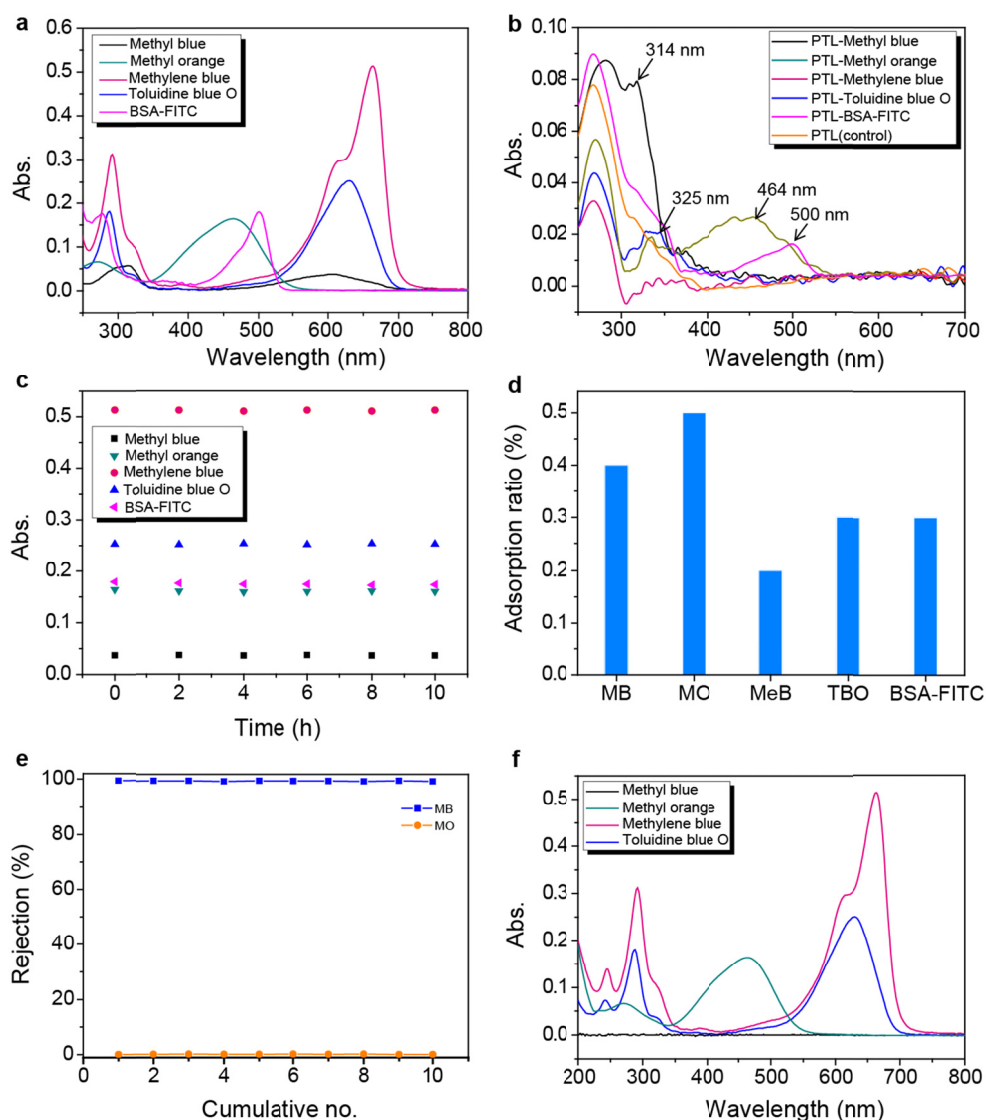 a
0.6
0.5
0.4
0.3
0.2
0.1
0.0
Abs.
Methyl blue
Methyl orange
Methylene blue
Toluidine blue O
BSA-FITC
300 400 500 600 700 800
Wavelength (nm)
b
0.10
0.08
0.06
0.04
0.02
0.00
Abs.
314 nm
325 nm
464 nm
500 nm
PTL-Methyl blue
PTL-Methyl orange
PTL-Methylene blue
PTL-Toluidine blue O
PTL-BSA-FITC
PTL(control)
300 400 500 600 700
Wavelength (nm)
c
0.5
0.4
0.3
0.2
0.1
0.0
Abs.
Methyl blue
Methyl orange
Methylene blue
Toluidine blue O
BSA-FITC
0 2 4 6 8 10
Time (h)
d
0.5
0.4
0.3
0.2
0.1
0.0
Adsorption ratio (%)
MB MO MeB TBO BSA-FITC
e
100
80
60
40
20
0
Rejection (%)
MB
MO
0 2 4 6 8 10
Cumulative no.
f
0.5
0.4
0.3
0.2
0.1
0.0
Abs.
Methyl blue
Methyl orange
Methylene blue
Toluidine blue O
200 300 400 500 600 700 800
Wavelength (nm)